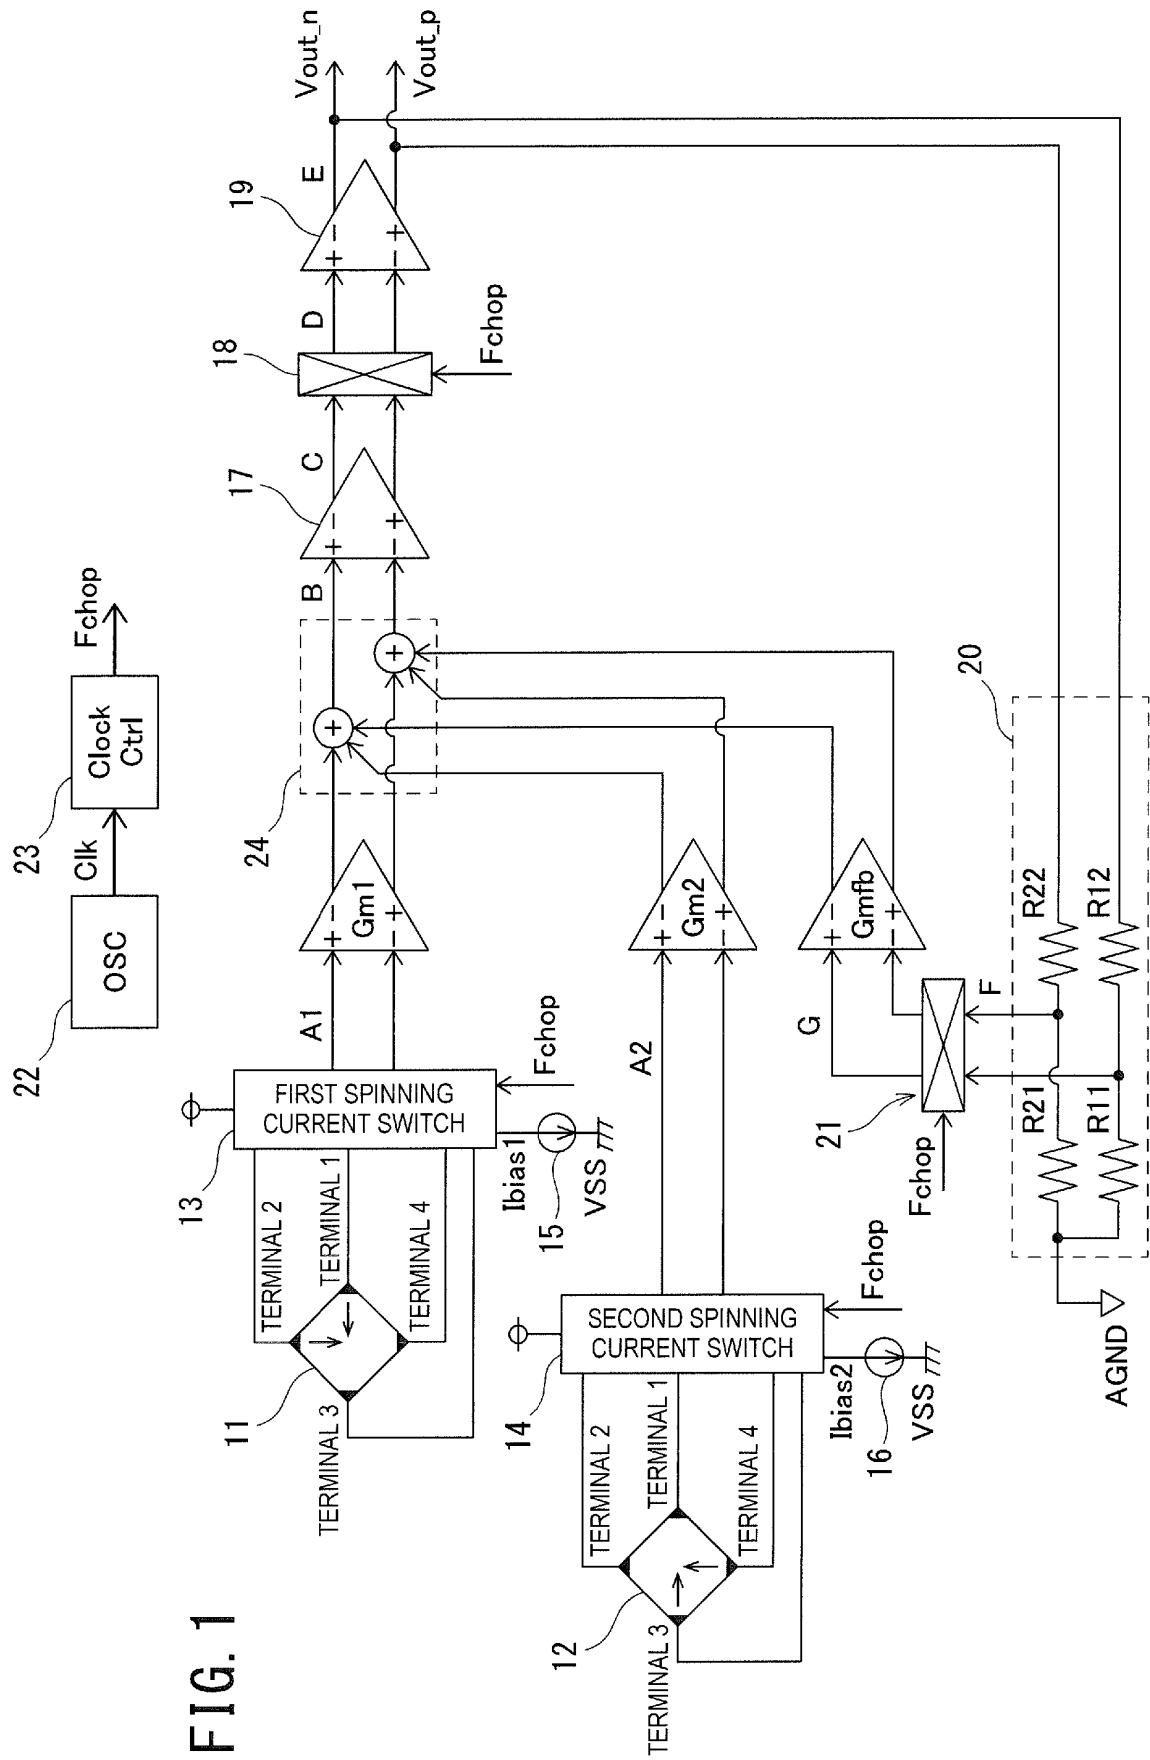 FIG. 1
22
OSC
Clk
23
Clock
Ctrl
Fchop
11
TERMINAL 2
TERMINAL 1
TERMINAL 4
TERMINAL 3
13
FIRST SPINNING
CURRENT SWITCH
Fchop
Ibias1
15
VSS
A1
+ −
Gm1
− +
24
+
+
B
17
+ −
− +
C
18
Fchop
D
19
+ −
− +
E
Vout_n
Vout_p
12
TERMINAL 2
TERMINAL 1
TERMINAL 4
TERMINAL 3
14
SECOND SPINNING
CURRENT SWITCH
Fchop
Ibias2
16
VSS
A2
+ −
Gm2
− +
G
+ −
Gmfb
− +
21
Fchop
F
20
R21
R22
R11
R12
AGND